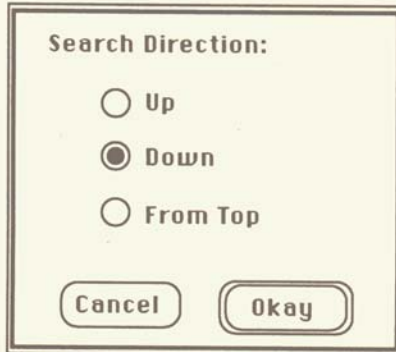 Search Direction:
Up
Down
From Top
Cancel Okay